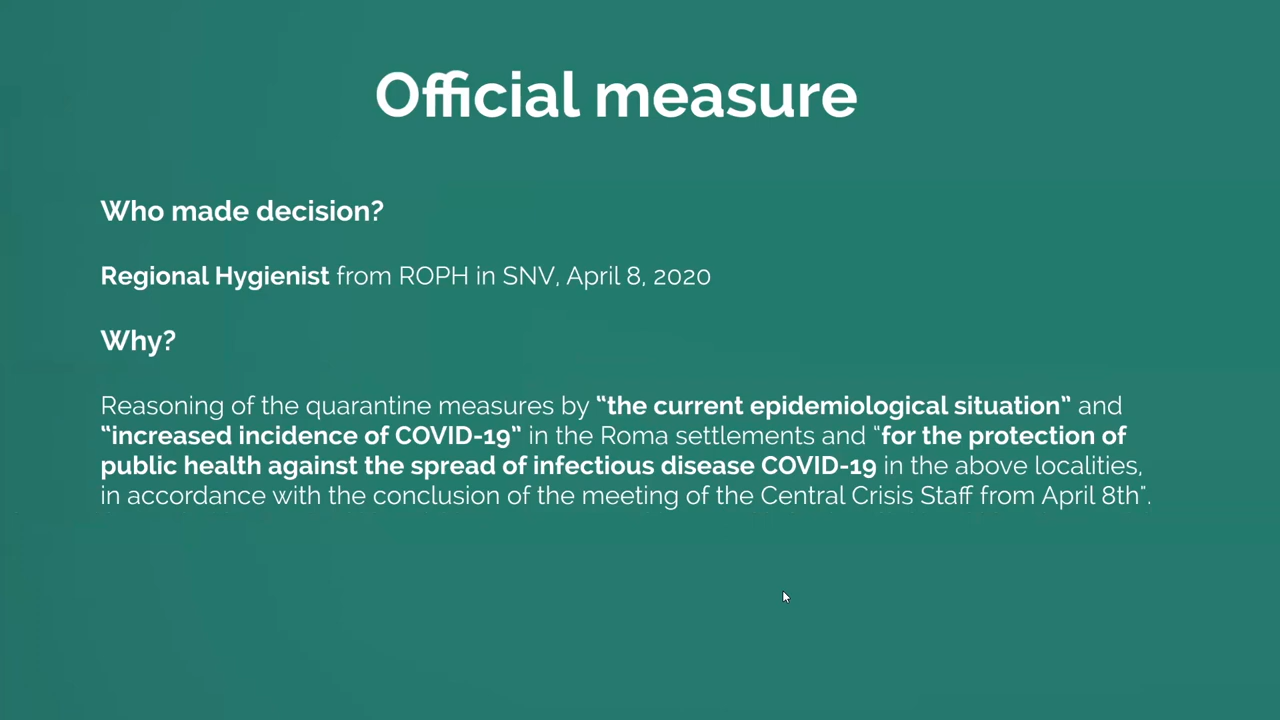 Official measure
Who made decision?
Regional Hygienist from ROPH in SNV, April 8, 2020
Why?
Reasoning of the quarantine measures by “the current epidemiological situation” and
“increased incidence of COVID-19” in the Roma settlements and "for the protection of
public health against the spread of infectious disease COVID-19 in the above localities,
in accordance with the conclusion of the meeting of the Central Crisis Staff from April 8th".